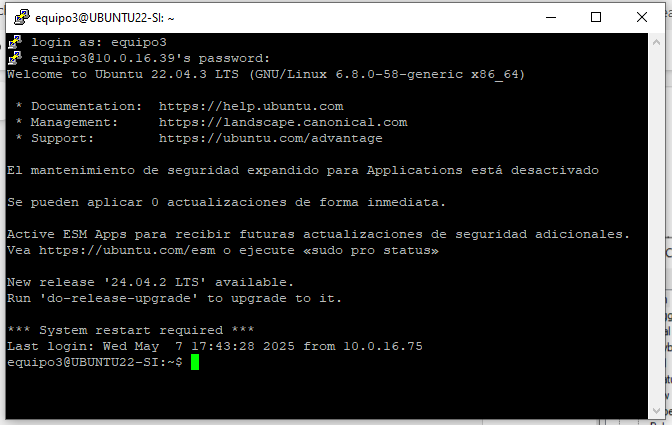 equipo3@UBUNTU22-SI: ~
login as: equipo3
equipo3@10.0.16.39's password:
Welcome to Ubuntu 22.04.3 LTS (GNU/Linux 6.8.0-58-generic x86_64)
* Documentation: https://help.ubuntu.com
* Management: https://landscape.canonical.com
* Support: https://ubuntu.com/advantage
El mantenimiento de seguridad expandido para Applications está desactivado
Se pueden aplicar 0 actualizaciones de forma inmediata.
Active ESM Apps para recibir futuras actualizaciones de seguridad adicionales.
Vea https://ubuntu.com/esm o ejecute «sudo pro status»
New release '24.04.2 LTS' available.
Run 'do-release-upgrade' to upgrade to it.
*** System restart required ***
Last login: Wed May  7 17:43:28 2025 from 10.0.16.75
equipo3@UBUNTU22-SI:~$